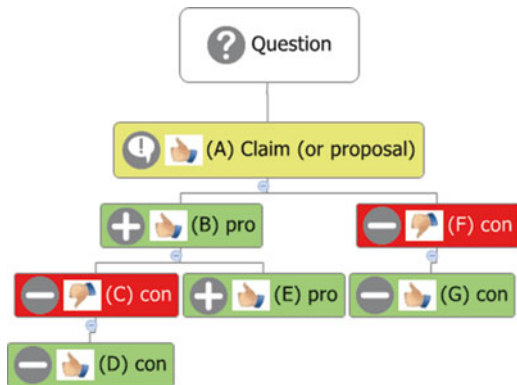 Question
(A) Claim (or proposal)
(B) pro
(F) con
(C) con
(E) pro
(G) con
(D) con